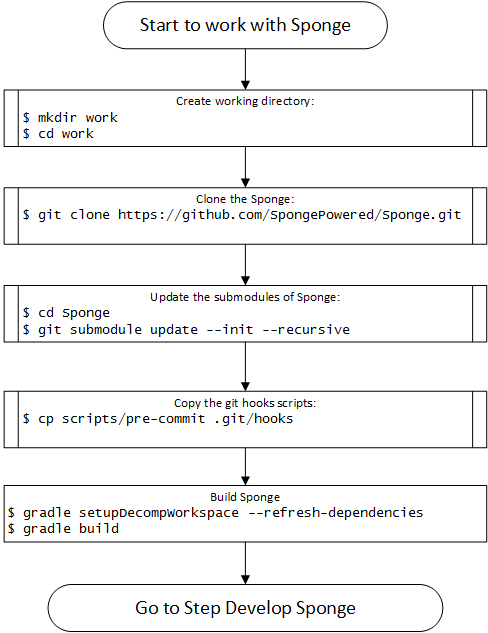 Start to work with Sponge
Create working directory:
$ mkdir work
$ cd work
Clone the Sponge:
$ git clone https://github.com/SpongePowered/Sponge.git
Update the submodules of Sponge:
$ cd Sponge
$ git submodule update --init --recursive
Copy the git hooks scripts:
$ cp scripts/pre-commit .git/hooks
Build Sponge
$ gradle setupDecompWorkspace --refresh-dependencies
$ gradle build
Go to Step Develop Sponge